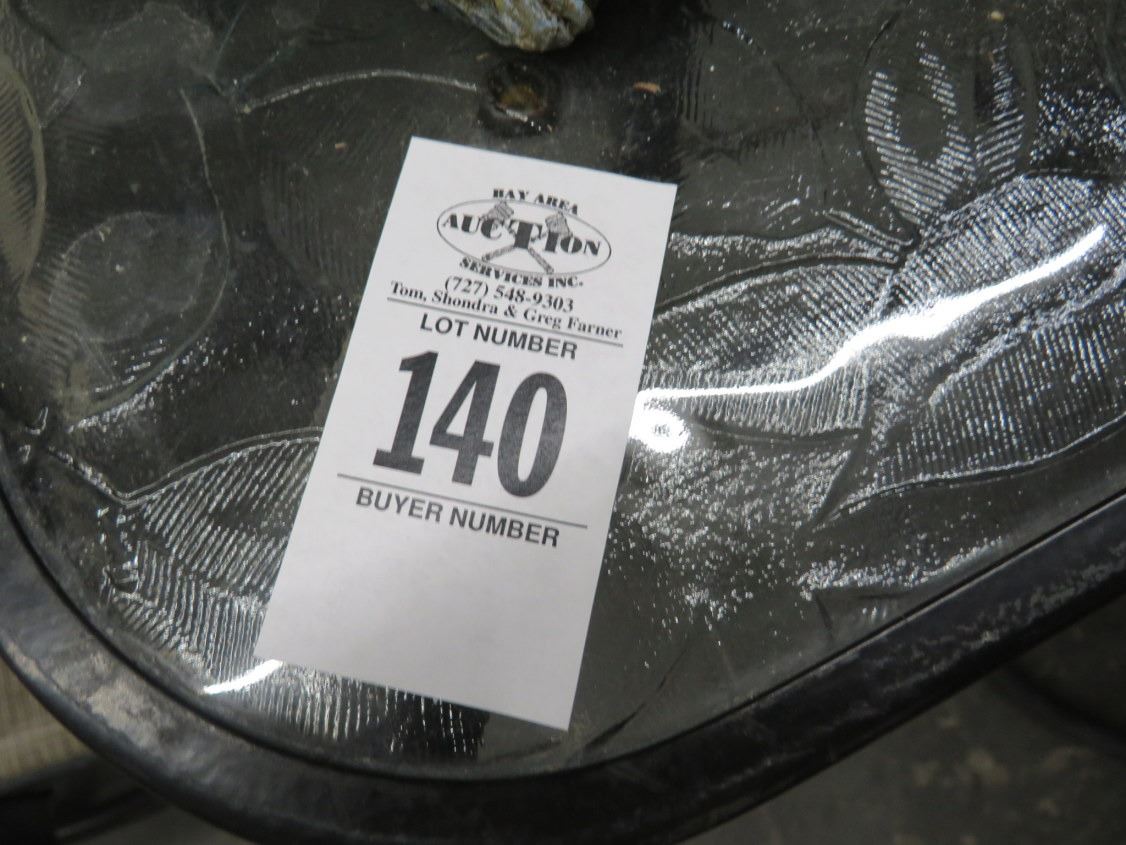 BAY AREA
AUCTION
SERVICES INC.
(727) 548-9303
Tom, Shondra & Greg Farner
LOT NUMBER
140
BUYER NUMBER